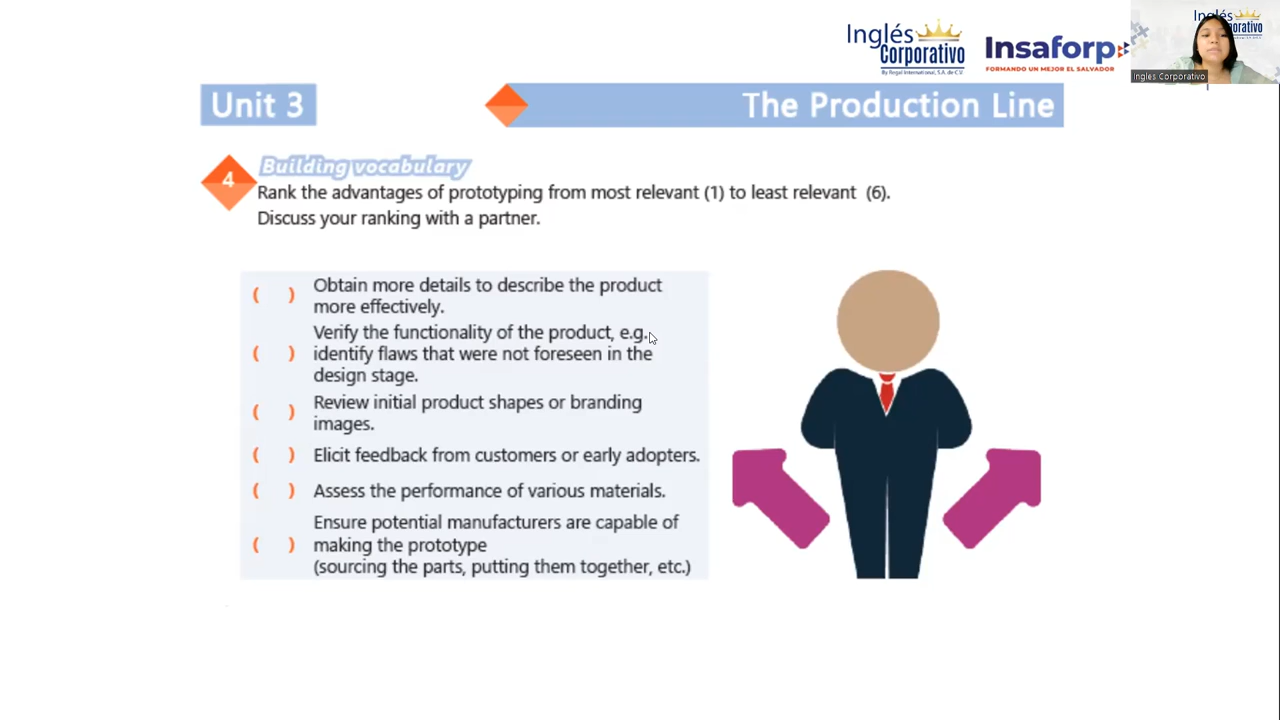 Inglés
Corporativo
By Regal International, S.A. de C.V.
Insaforp
FORMANDO UN MEJOR EL SALVADOR
Inglés
Ingles Corporativo
Unit 3
The Production Line
4
Building vocabulary
Rank the advantages of prototyping from most relevant (1) to least relevant (6).
Discuss your ranking with a partner.
( ) Obtain more details to describe the product
more effectively.
( ) Verify the functionality of the product, e.g.
identify flaws that were not foreseen in the
design stage.
( ) Review initial product shapes or branding
images.
( ) Elicit feedback from customers or early adopters.
( ) Assess the performance of various materials.
( ) Ensure potential manufacturers are capable of
making the prototype
(sourcing the parts, putting them together, etc.)